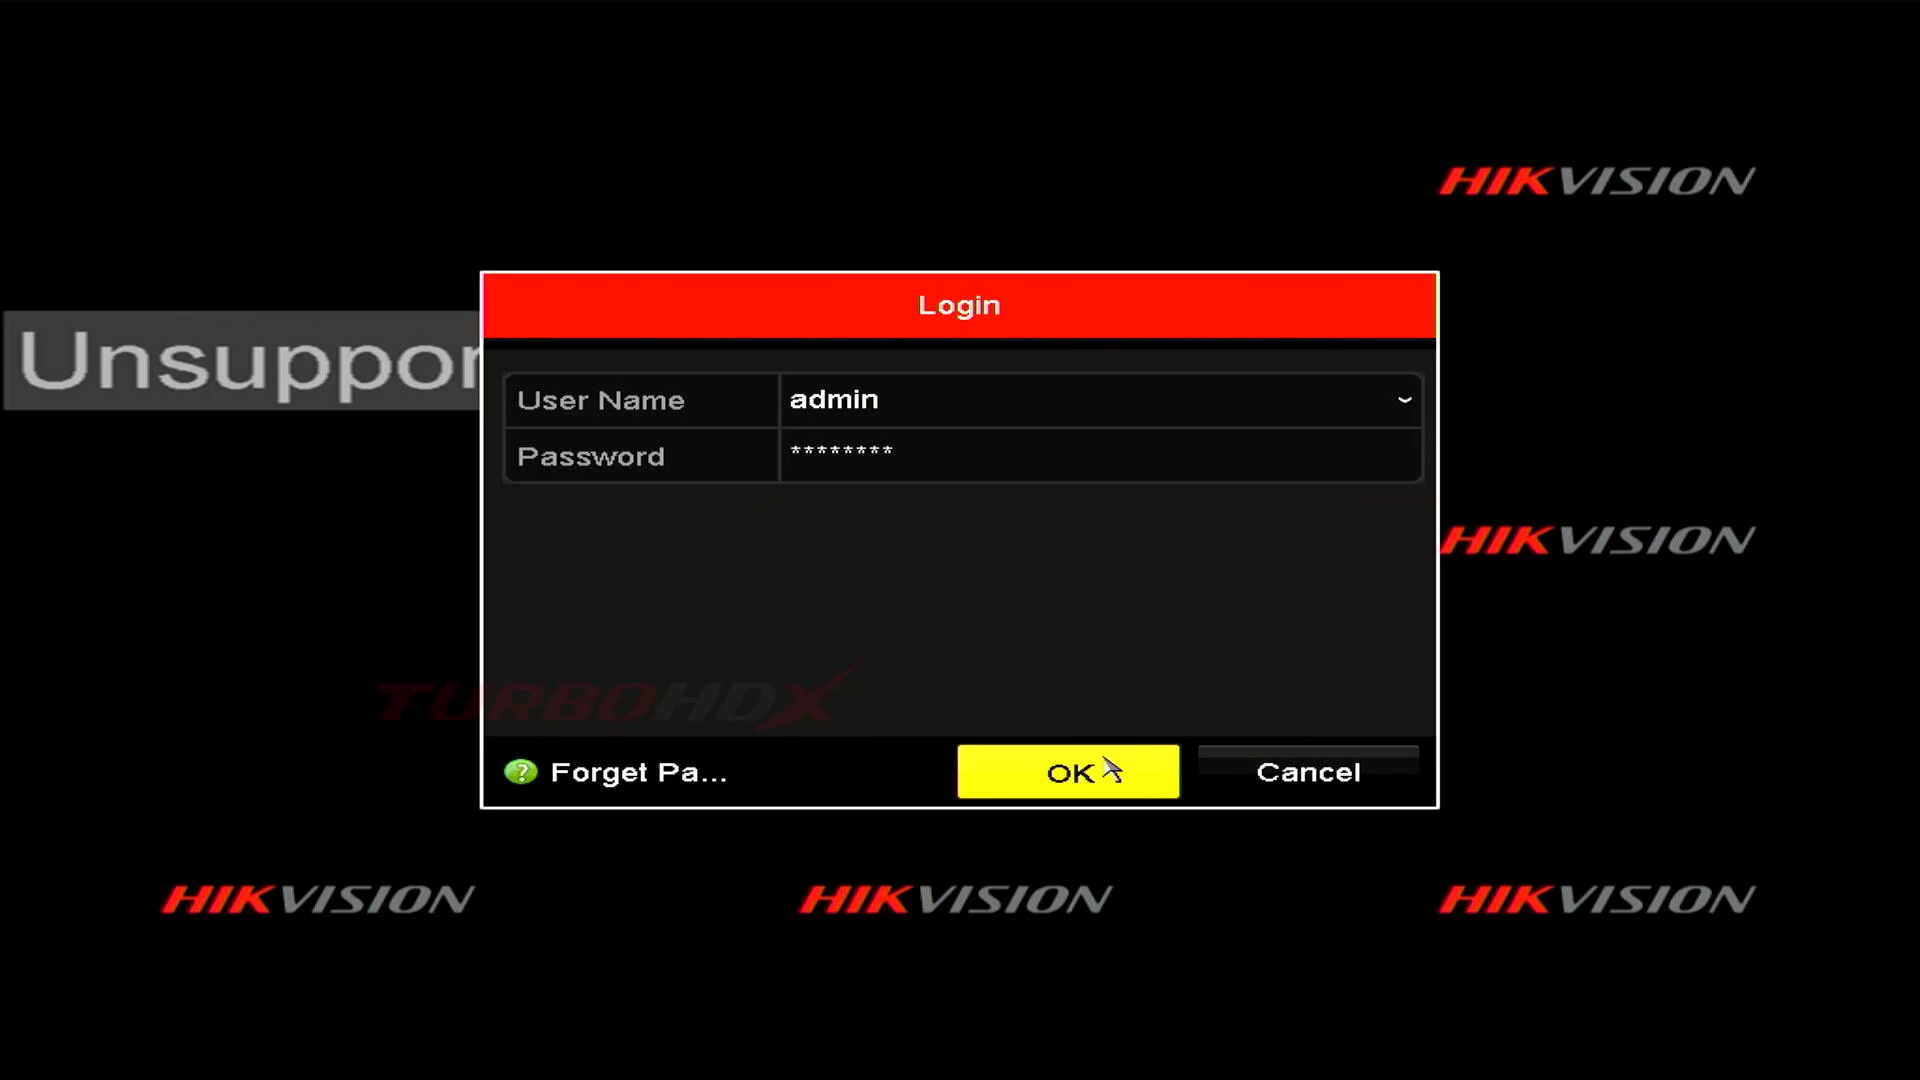 HIKVISION
Login
Unsuppor
User Name admin
Password ********
HIKVISION
TURBOHDX
Forget Pa...
OK
Cancel
HIKVISION HIKVISION HIKVISION